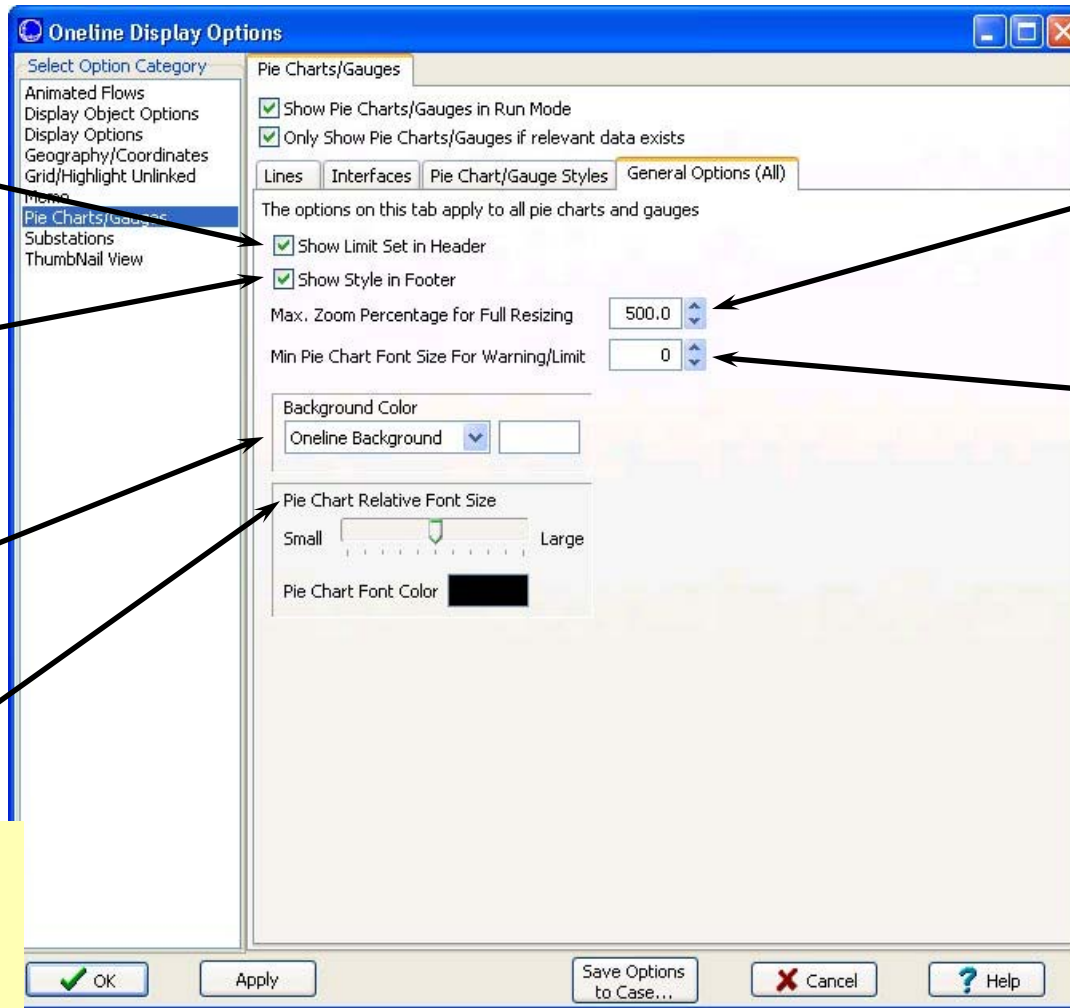 Oneline Display Options
Select Option Category
Animated Flows
Display Object Options
Display Options
Geography/Coordinates
Grid/Highlight Unlinked
Memo
Pie Charts/Gauges
Substations
ThumbNail View
Pie Charts/Gauges
Show Pie Charts/Gauges in Run Mode
Only Show Pie Charts/Gauges if relevant data exists
Lines Interfaces Pie Chart/Gauge Styles General Options (All)
The options on this tab apply to all pie charts and gauges
Show Limit Set in Header
Show Style in Footer
Max. Zoom Percentage for Full Resizing 500.0
Min Pie Chart Font Size For Warning/Limit 0
Background Color
Oneline Background
Pie Chart Relative Font Size
Small Large
Pie Chart Font Color
OK Apply Save Options to Case... Cancel ? Help